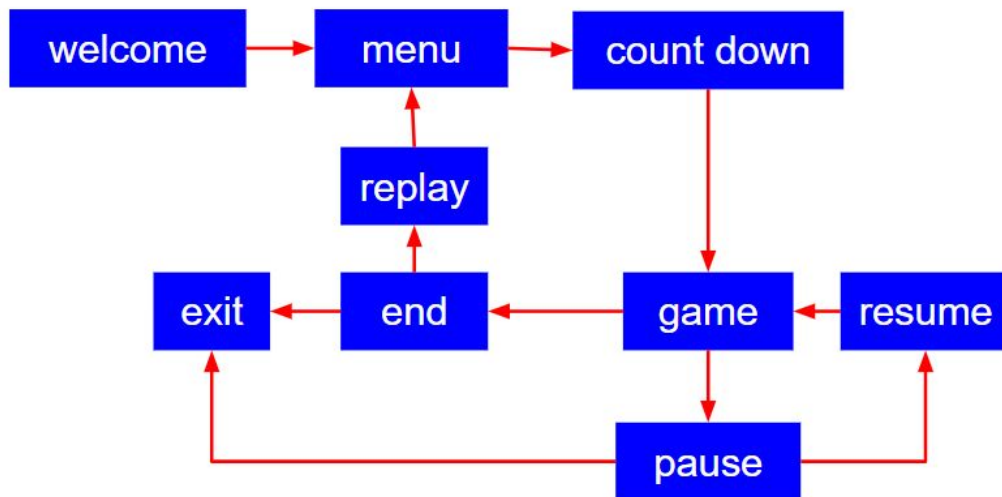 welcome
menu
count down
replay
exit
end
game
resume
pause